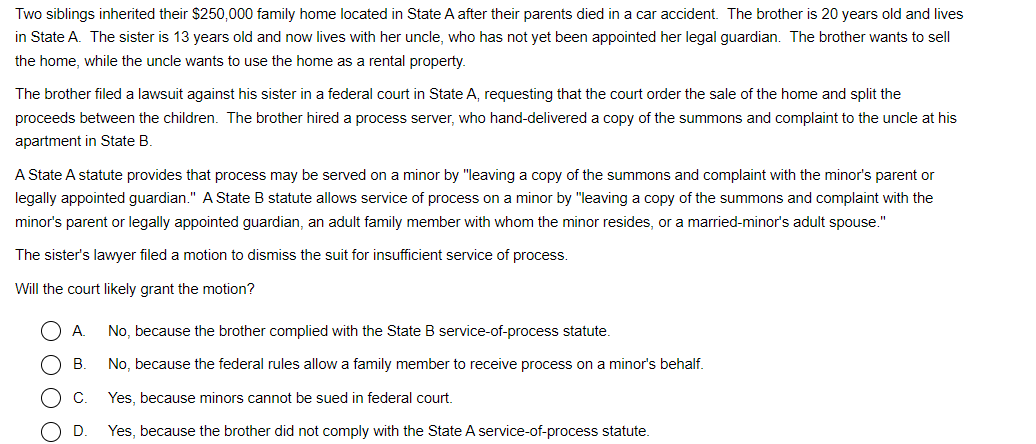 Two siblings inherited their $250,000 family home located in State A after their parents died in a car accident.  The brother is 20 years old and lives
in State A.  The sister is 13 years old and now lives with her uncle, who has not yet been appointed her legal guardian.  The brother wants to sell
the home, while the uncle wants to use the home as a rental property.
The brother filed a lawsuit against his sister in a federal court in State A, requesting that the court order the sale of the home and split the
proceeds between the children.  The brother hired a process server, who hand-delivered a copy of the summons and complaint to the uncle at his
apartment in State B.
A State A statute provides that process may be served on a minor by "leaving a copy of the summons and complaint with the minor's parent or
legally appointed guardian."  A State B statute allows service of process on a minor by "leaving a copy of the summons and complaint with the
minor's parent or legally appointed guardian, an adult family member with whom the minor resides, or a married-minor's adult spouse."
The sister's lawyer filed a motion to dismiss the suit for insufficient service of process.
Will the court likely grant the motion?
A. No, because the brother complied with the State B service-of-process statute.
B. No, because the federal rules allow a family member to receive process on a minor's behalf.
C. Yes, because minors cannot be sued in federal court.
D. Yes, because the brother did not comply with the State A service-of-process statute.